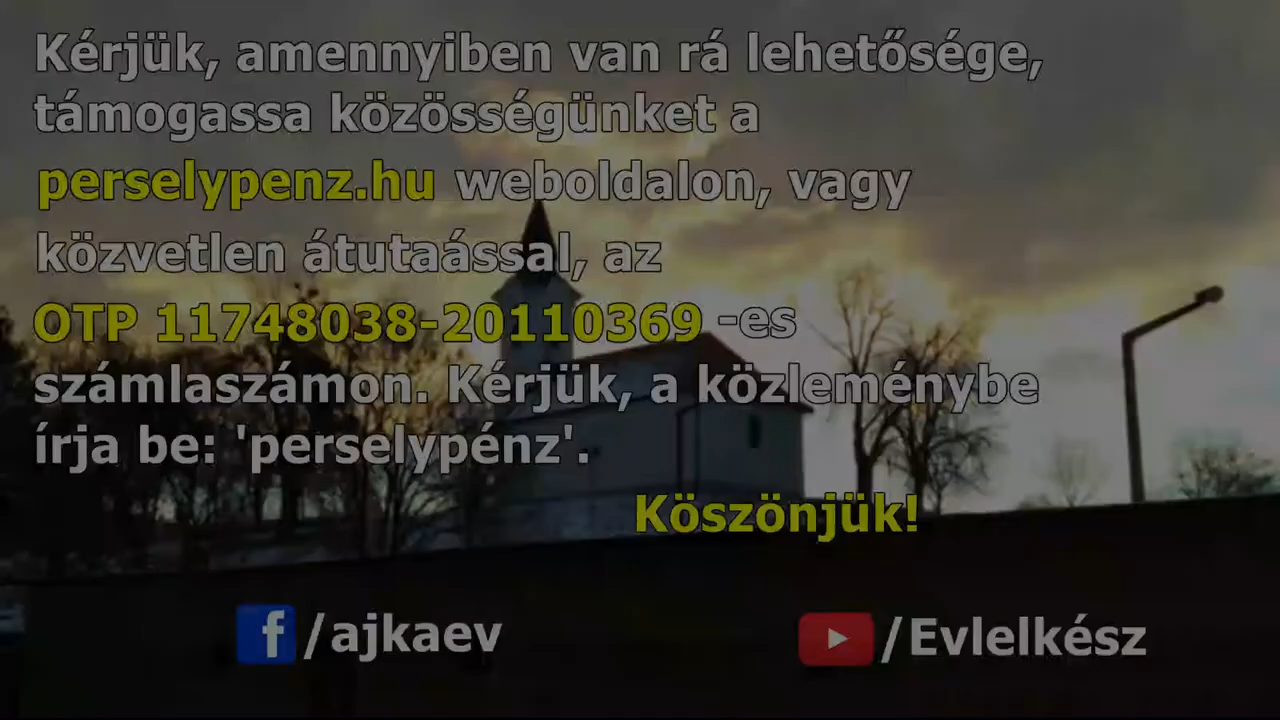 Kérjük, amennyiben van rá lehetősége,
támogassa közösségünket a
perselypenz.hu weboldalon, vagy
közvetlen átutaással, az
OTP 11748038-20110369 -es
számlaszámon. Kérjük, a közleménybe
írja be: 'perselypénz'.
Köszönjük!
f/ajkaev
/Evlelkész